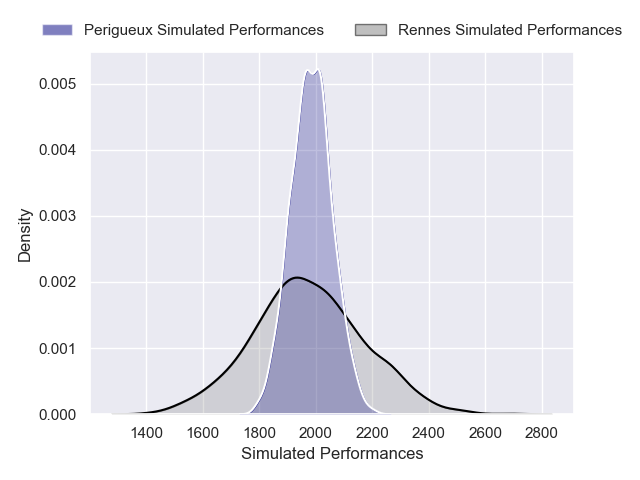 Perigueux Simulated Performances
Rennes Simulated Performances
0.005
0.004
0.003
0.002
0.001
0.000
Density
1400 1600 1800 2000 2200 2400 2600 2800
Simulated Performances